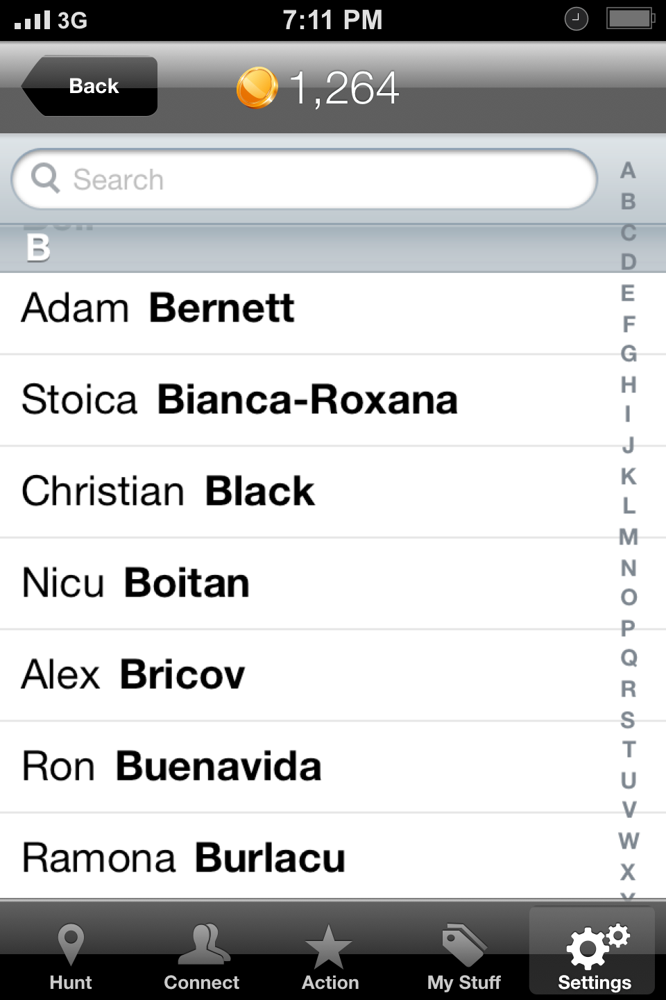 3G 7:11 PM
Back 1,264
Search
A
B
C
D
E
F
G
H
I
J
K
L
M
N
O
P
Q
R
S
T
U
V
W
X
B
Adam Bernett
Stoica Bianca-Roxana
Christian Black
Nicu Boitan
Alex Bricov
Ron Buenavida
Ramona Burlacu
Hunt Connect Action My Stuff Settings